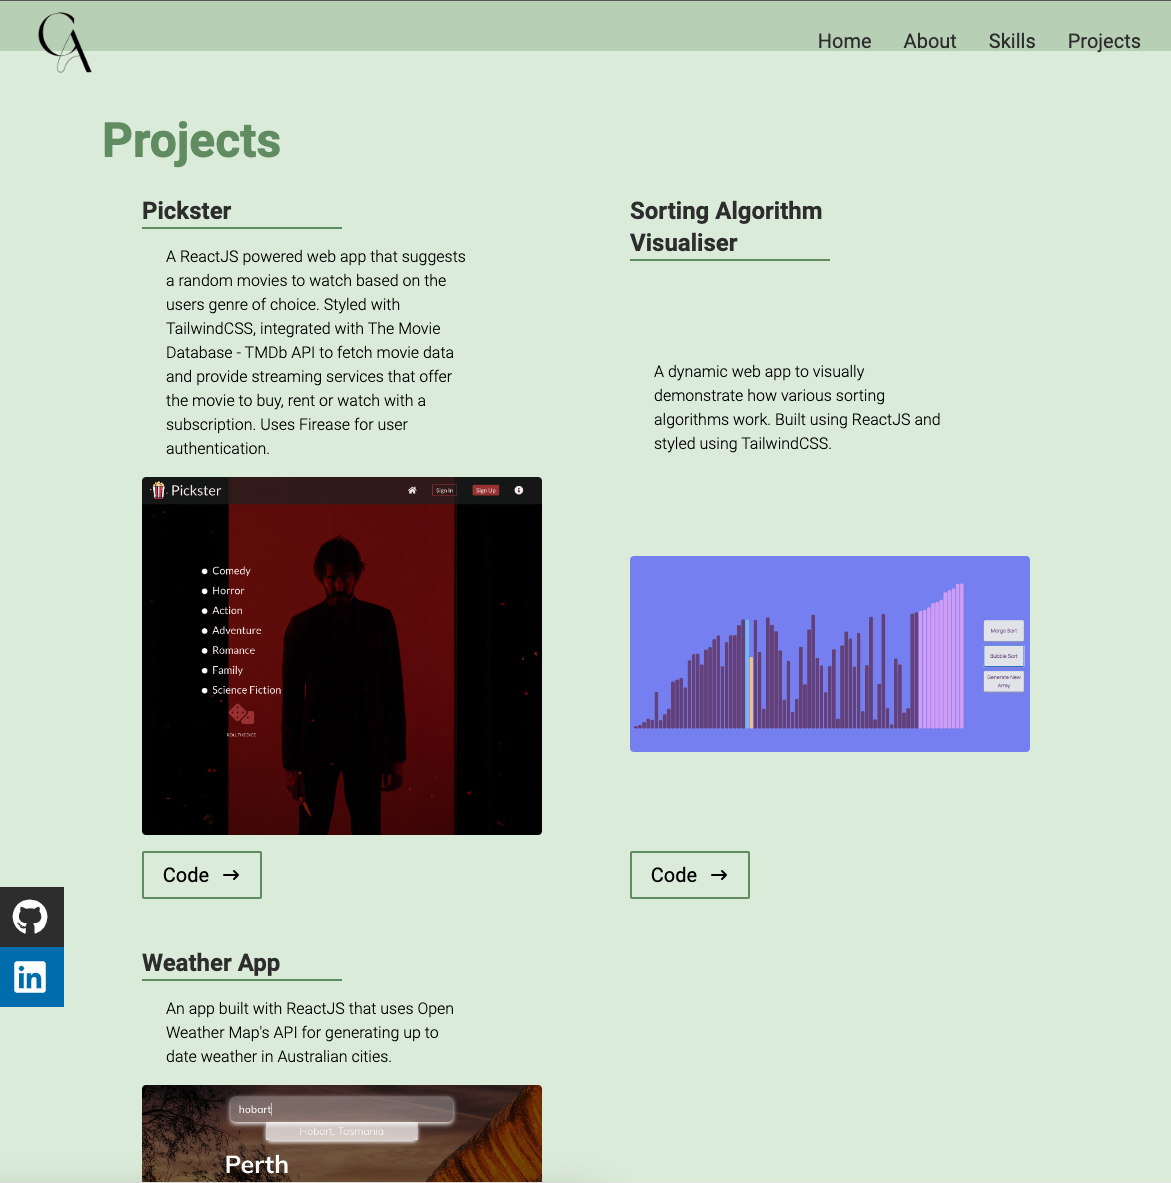 CA
Home About Skills Projects
Projects
Pickster
A ReactJS powered web app that suggests
a random movies to watch based on the
users genre of choice. Styled with
TailwindCSS, integrated with The Movie
Database - TMDb API to fetch movie data
and provide streaming services that offer
the movie to buy, rent or watch with a
subscription. Uses Firease for user
authentication.
Pickster
Sign In
Sign Up
Comedy
Horror
Action
Adventure
Romance
Family
Science Fiction
ROLL THE DICE
Code →
Sorting Algorithm
Visualiser
A dynamic web app to visually
demonstrate how various sorting
algorithms work. Built using ReactJS and
styled using TailwindCSS.
Merge Sort
Bubble Sort
Generate New
Array
Code →
in
Weather App
An app built with ReactJS that uses Open
Weather Map's API for generating up to
date weather in Australian cities.
hobart
Hobart, Tasmania
Perth